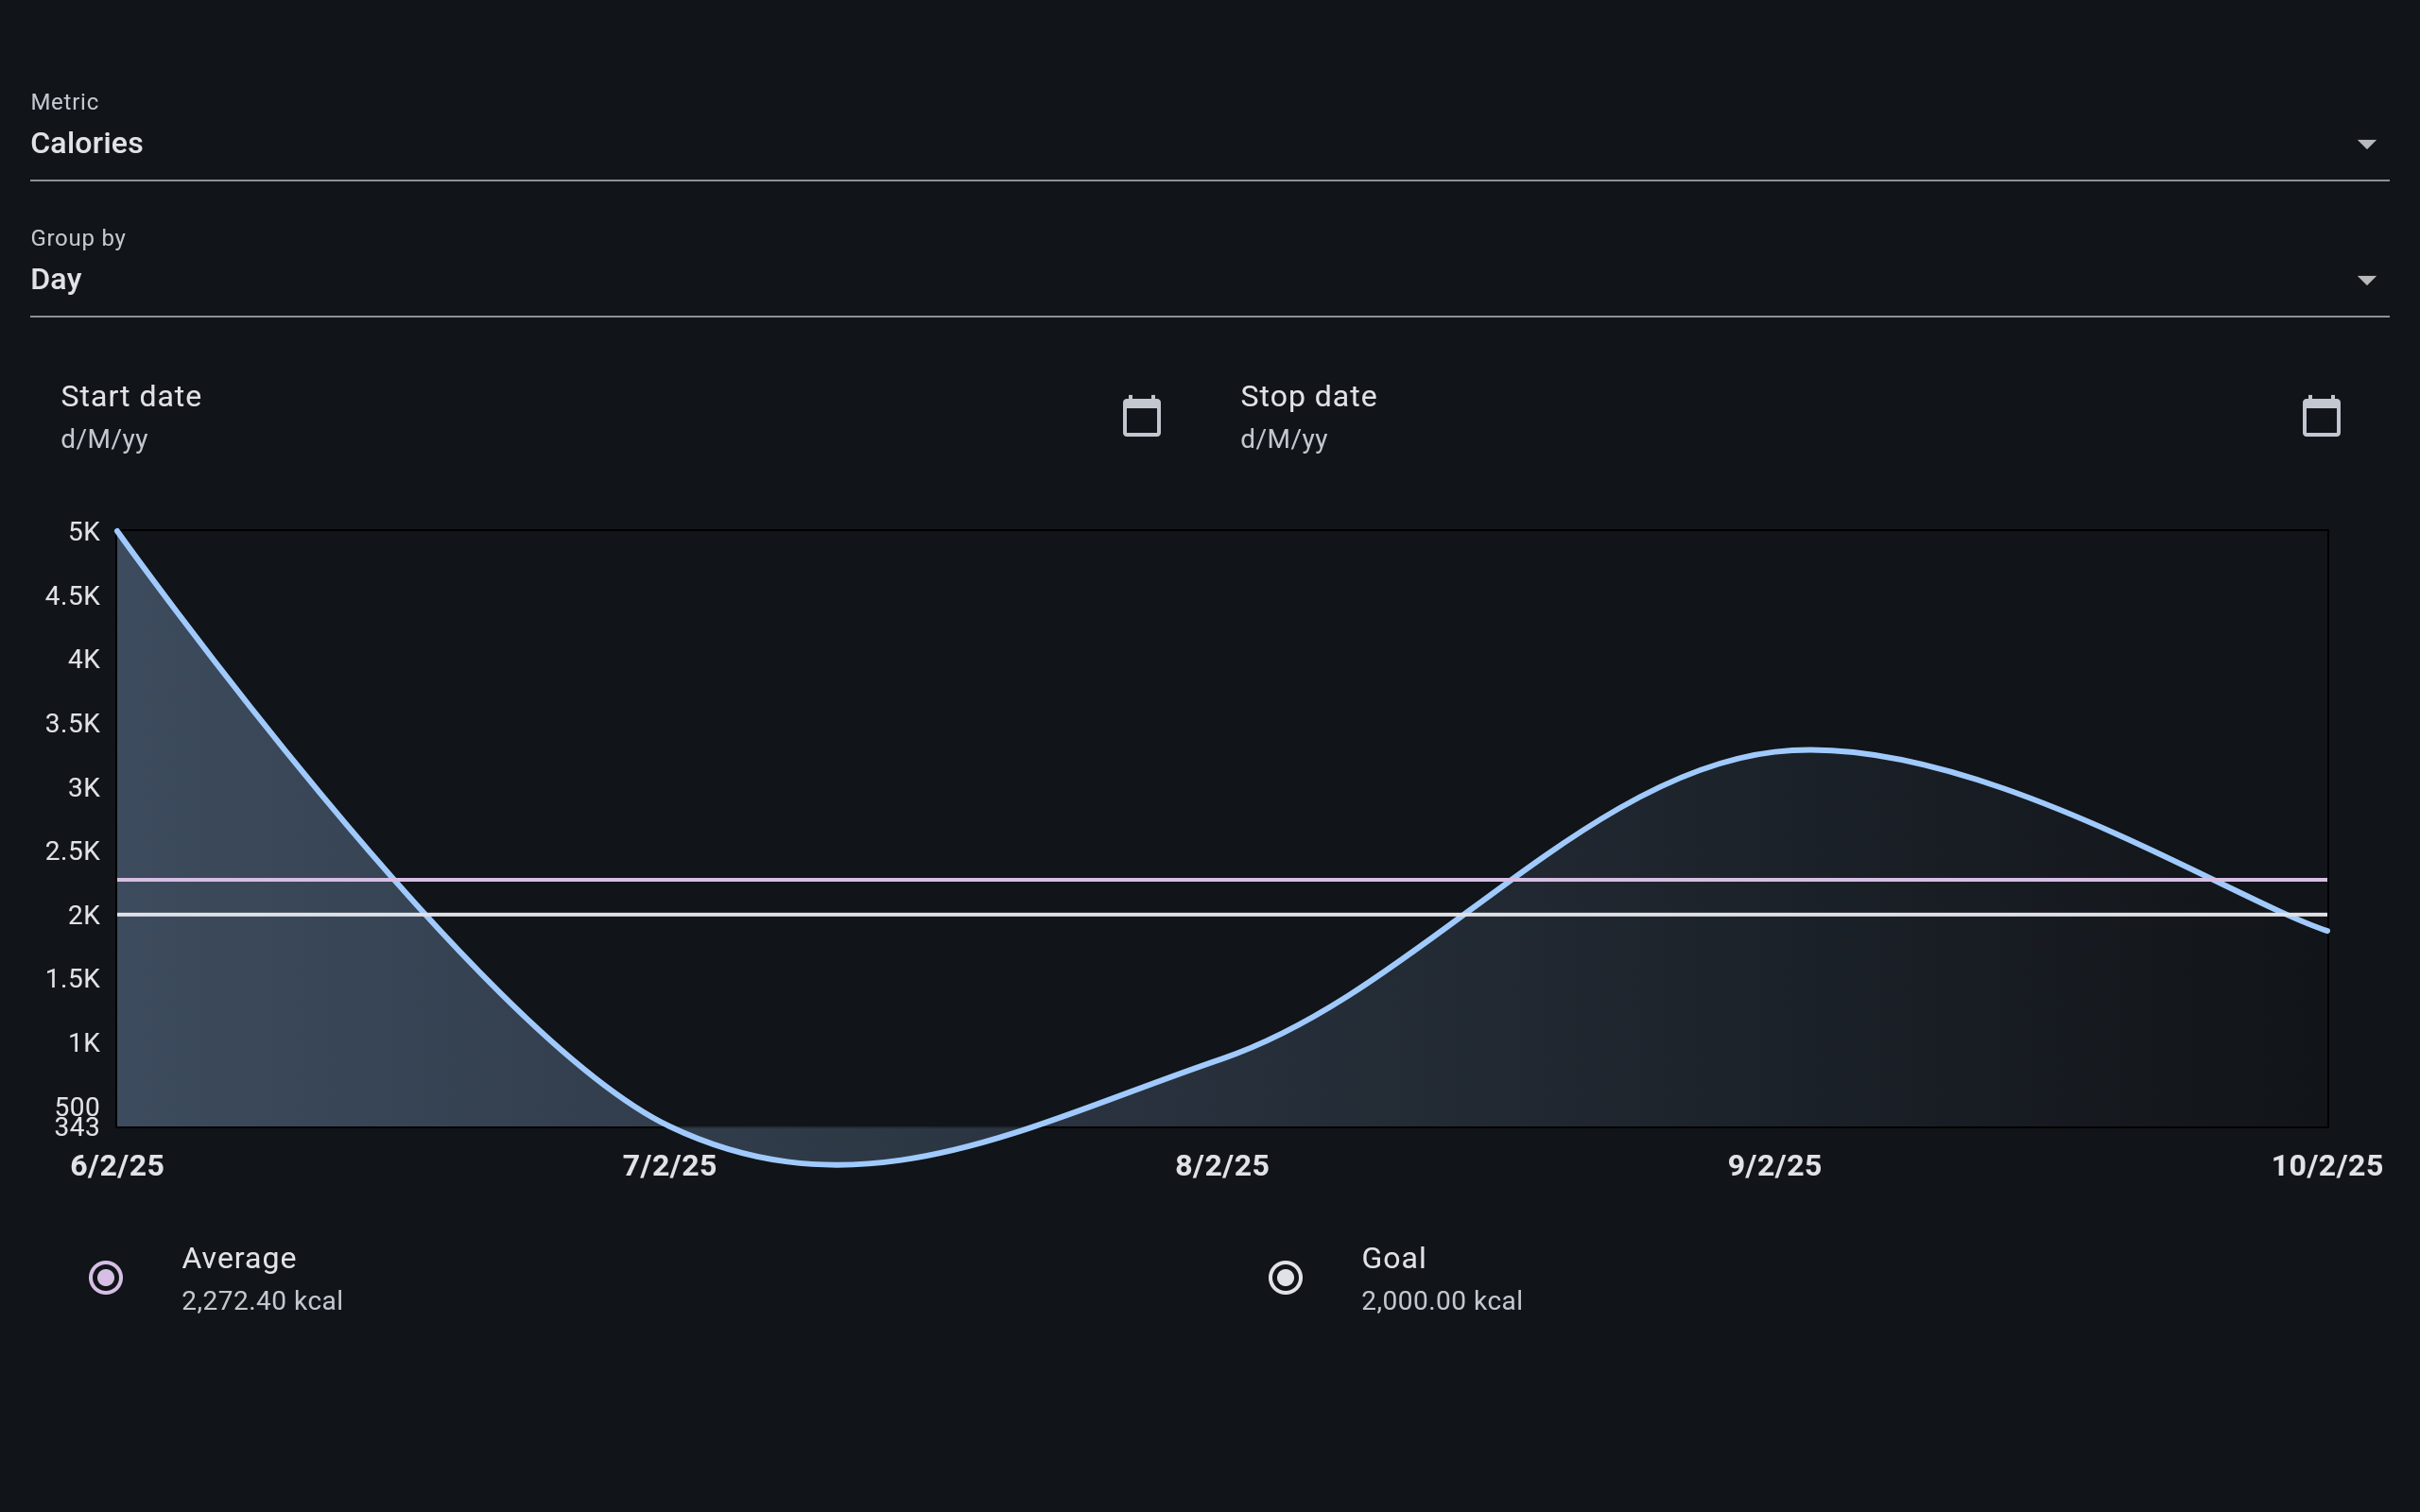 Metric
Calories
Group by
Day
Start date
d/M/yy
Stop date
d/M/yy
5K
4.5K
4K
3.5K
3K
2.5K
2K
1.5K
1K
500
343
6/2/25
7/2/25
8/2/25
9/2/25
10/2/25
Average
2,272.40 kcal
Goal
2,000.00 kcal